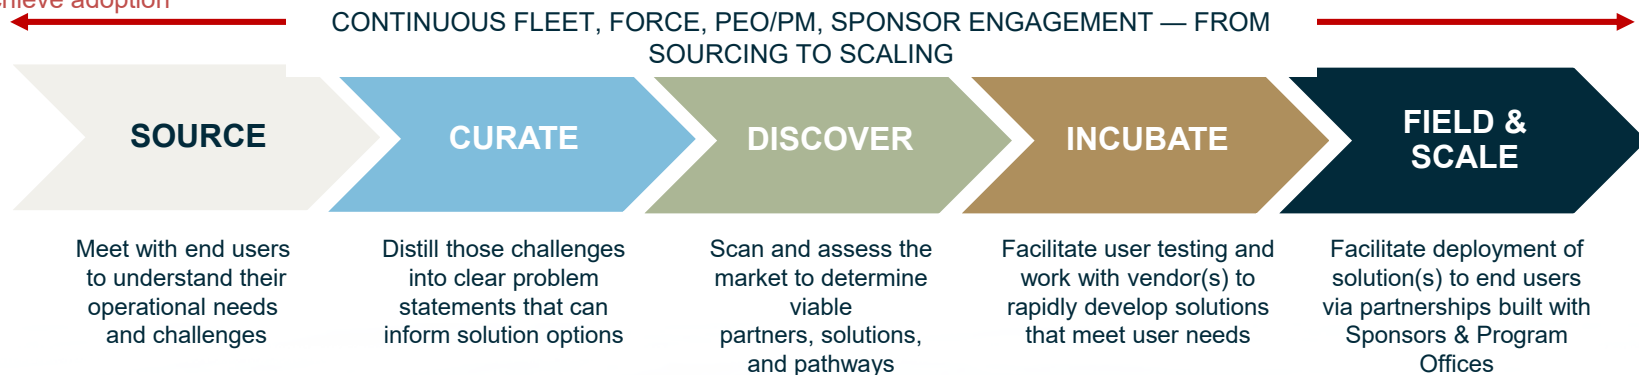 achieve adoption
CONTINUOUS FLEET, FORCE, PEO/PM, SPONSOR ENGAGEMENT — FROM
SOURCING TO SCALING
SOURCE
CURATE
DISCOVER
INCUBATE
FIELD &
SCALE
Meet with end users
to understand their
operational needs
and challenges
Distill those challenges
into clear problem
statements that can
inform solution options
Scan and assess the
market to determine
viable
partners, solutions,
and pathways
Facilitate user testing and
work with vendor(s) to
rapidly develop solutions
that meet user needs
Facilitate deployment of
solution(s) to end users
via partnerships built with
Sponsors & Program
Offices